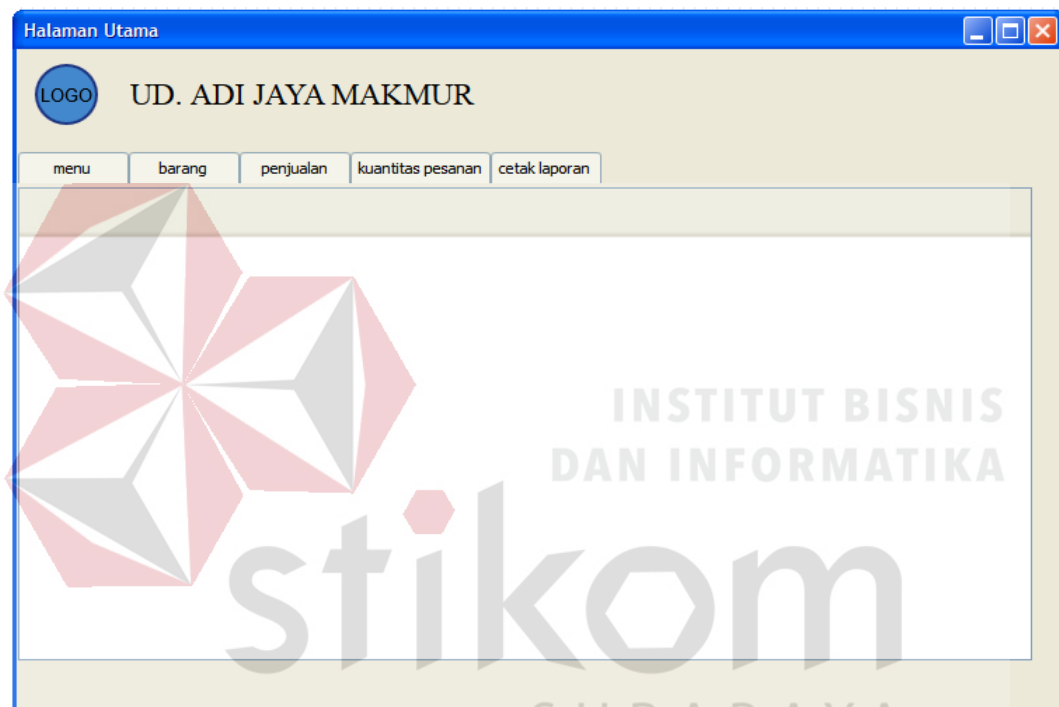 Halaman Utama
LOGO
UD. ADI JAYA MAKMUR
menu barang penjualan kuantitas pesanan cetak laporan
INSTITUT BISNIS
DAN INFORMATIKA
stikom
SURABAYA